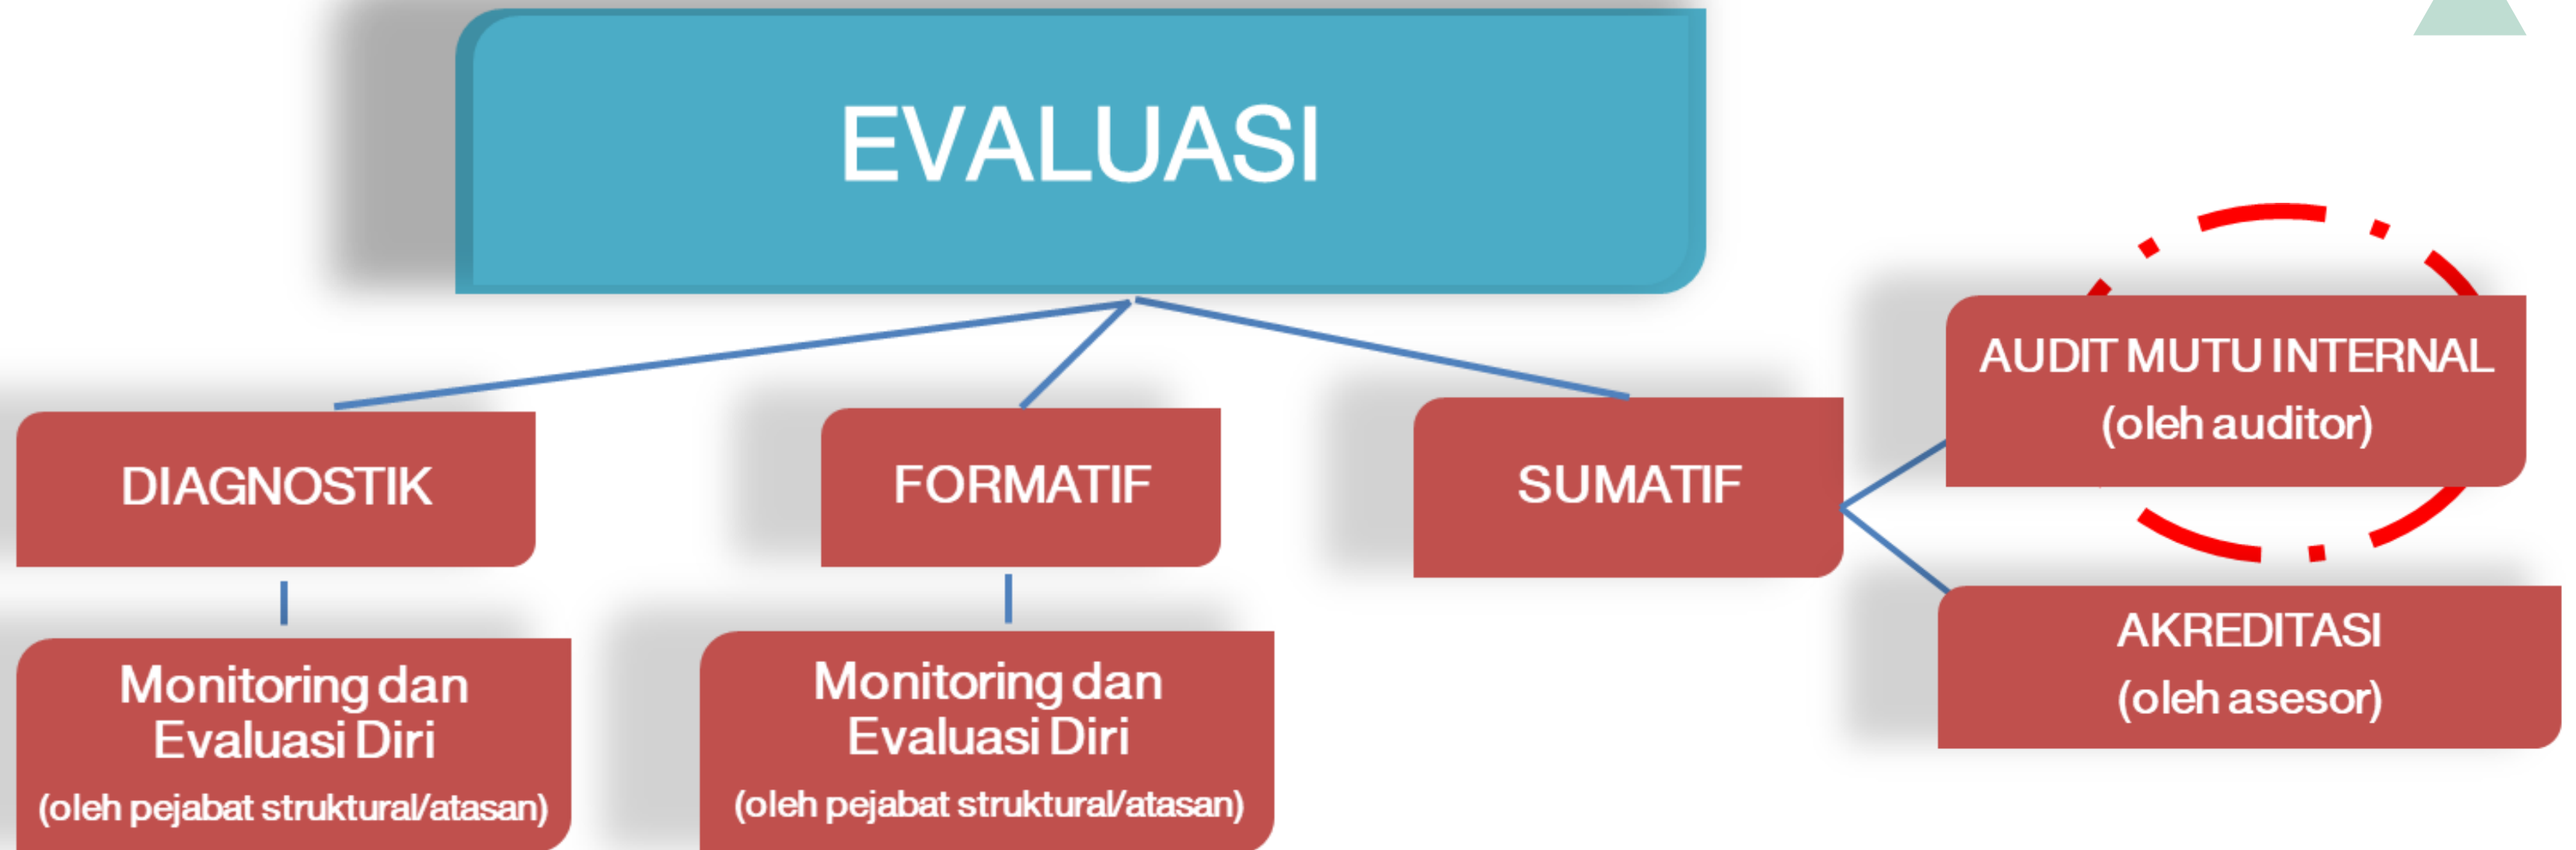 EVALUASI
DIAGNOSTIK
Monitoring dan
Evaluasi Diri
(oleh pejabat struktural/atasan)
FORMATIF
Monitoring dan
Evaluasi Diri
(oleh pejabat struktural/atasan)
SUMATIF
AUDIT MUTU INTERNAL
(oleh auditor)
AKREDITASI
(oleh asesor)